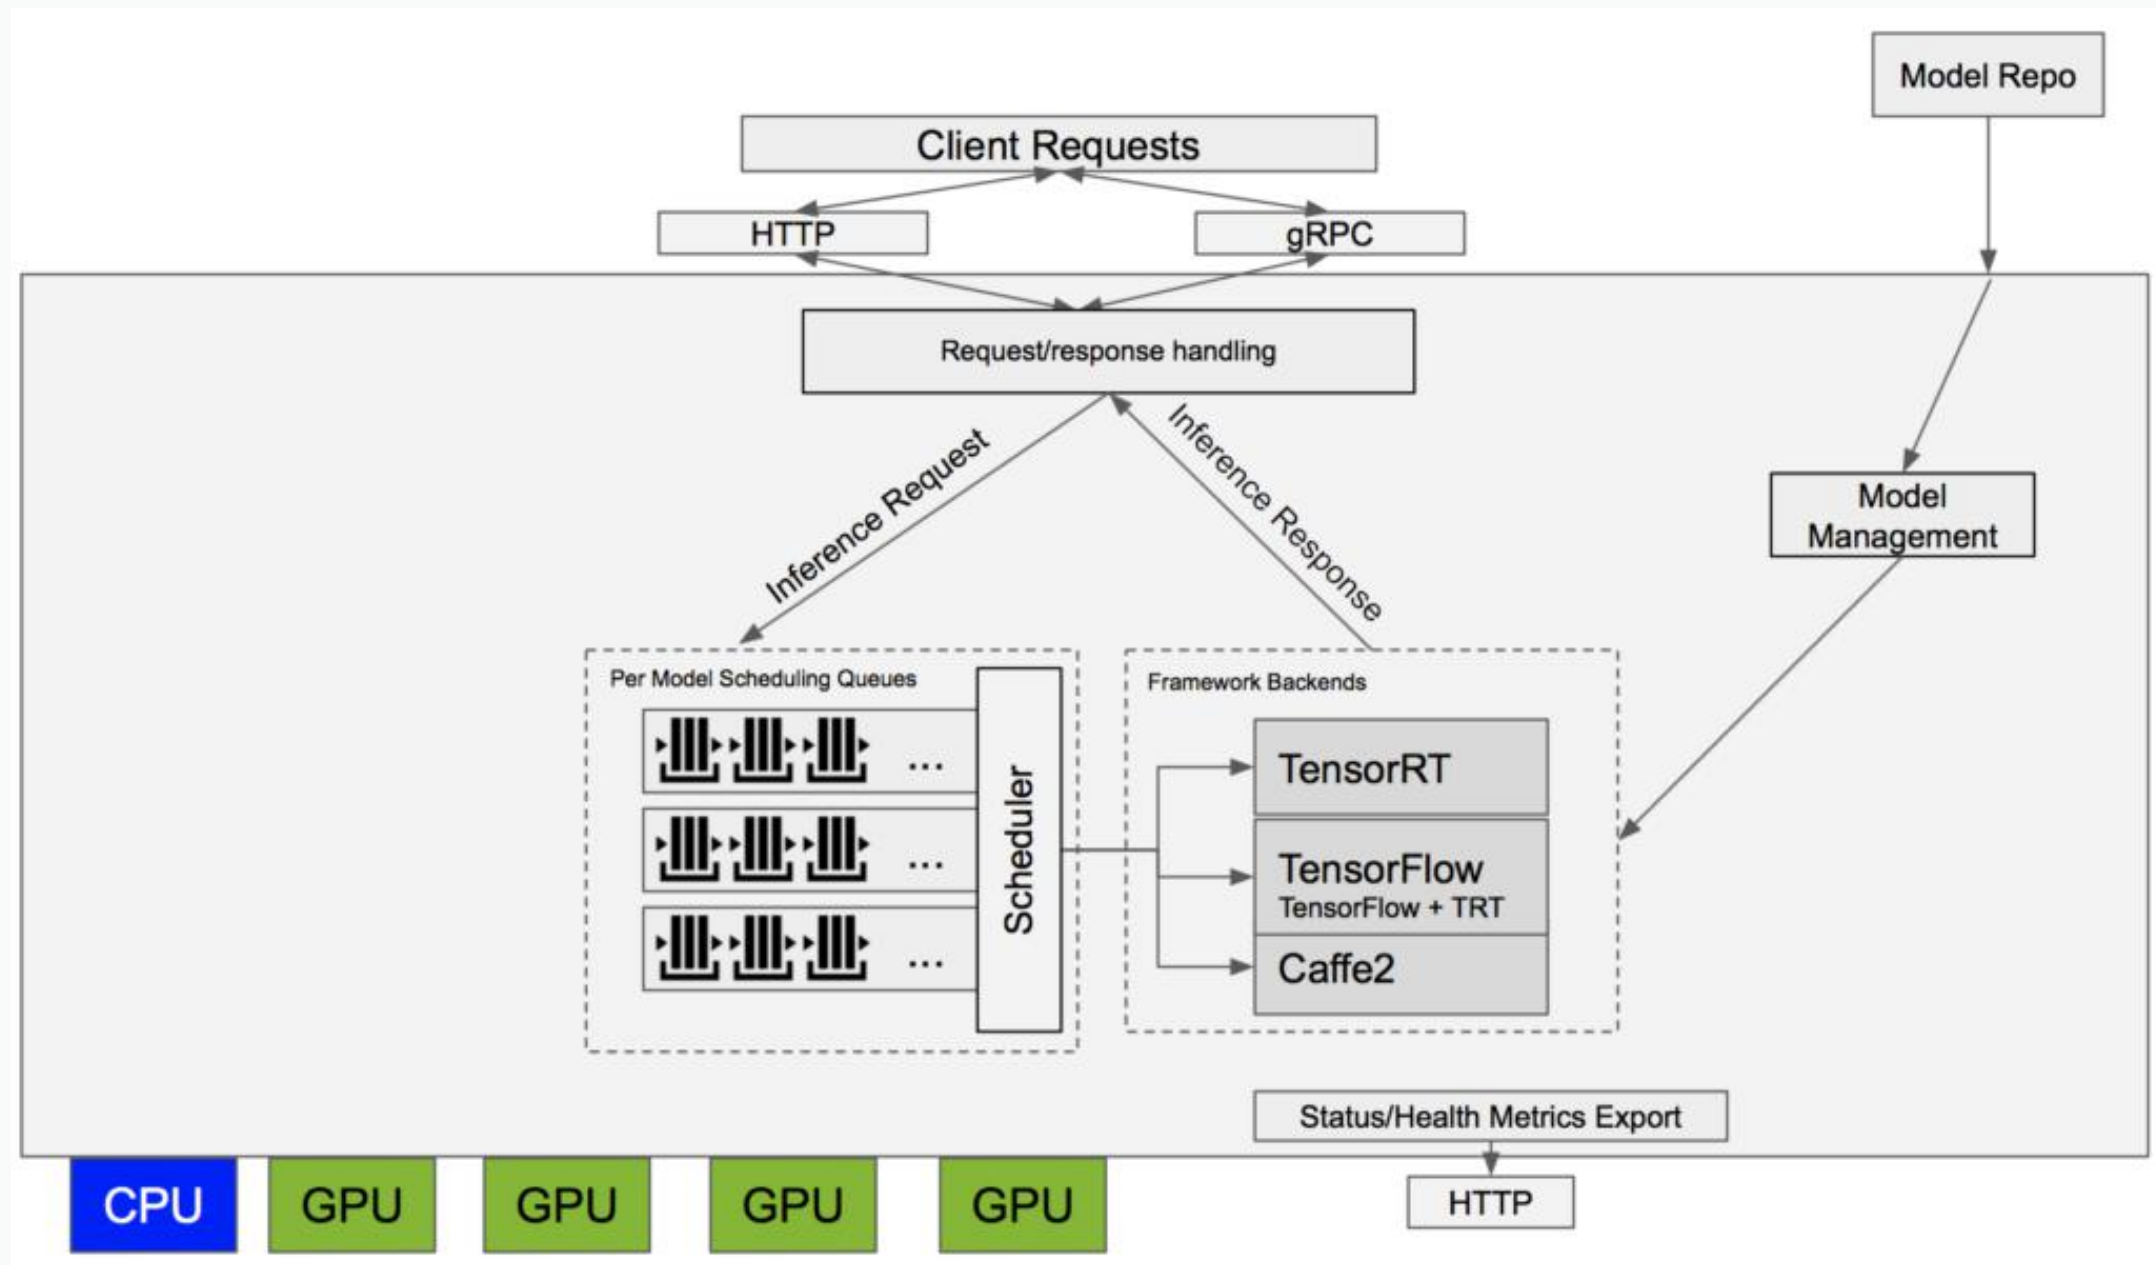 Model Repo
Client Requests
HTTP
gRPC
Request/response handling
Inference Request
Inference Response
Model
Management
Per Model Scheduling Queues
...
...
...
Scheduler
Framework Backends
TensorRT
TensorFlow
TensorFlow + TRT
Caffe2
Status/Health Metrics Export
CPU
GPU
GPU
GPU
GPU
HTTP